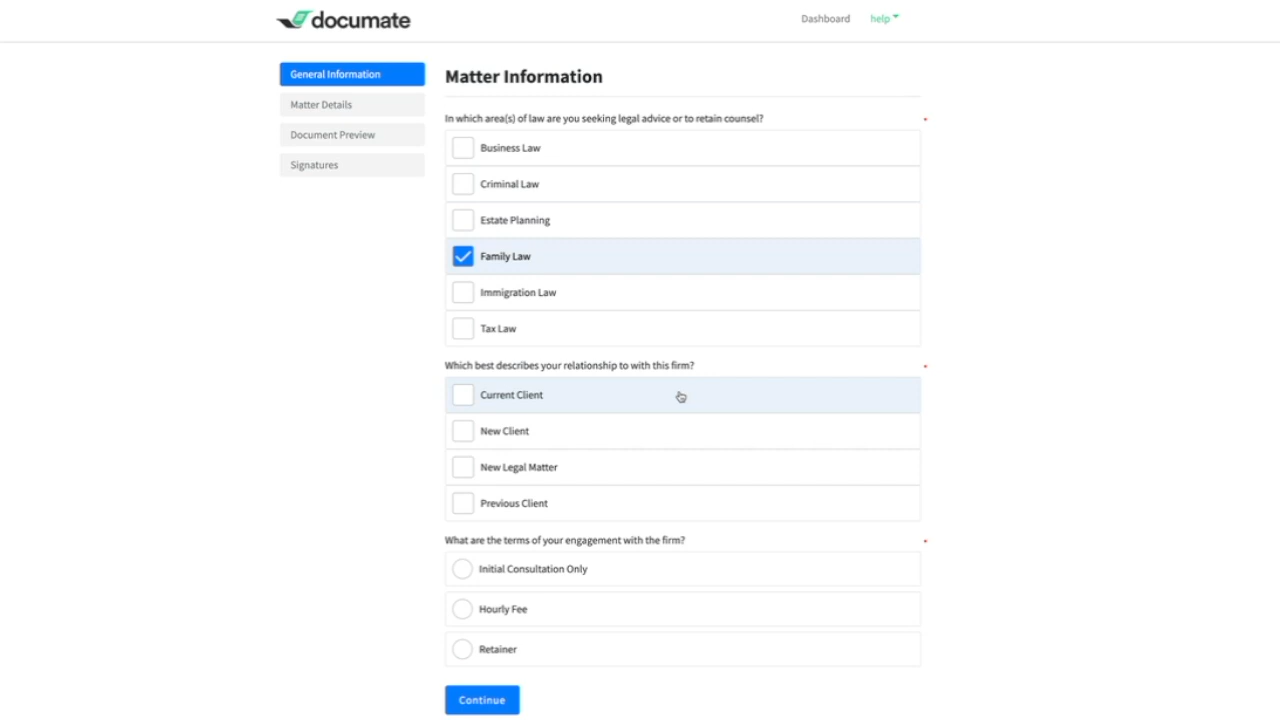 documate
Dashboard
help
General Information
Matter Details
Document Preview
Signatures
Matter Information
In which area(s) of law are you seeking legal advice or to retain counsel?
Business Law
Criminal Law
Estate Planning
Family Law
Immigration Law
Tax Law
Which best describes your relationship to with this firm?
Current Client
New Client
New Legal Matter
Previous Client
What are the terms of your engagement with the firm?
Initial Consultation Only
Hourly Fee
Retainer
Continue